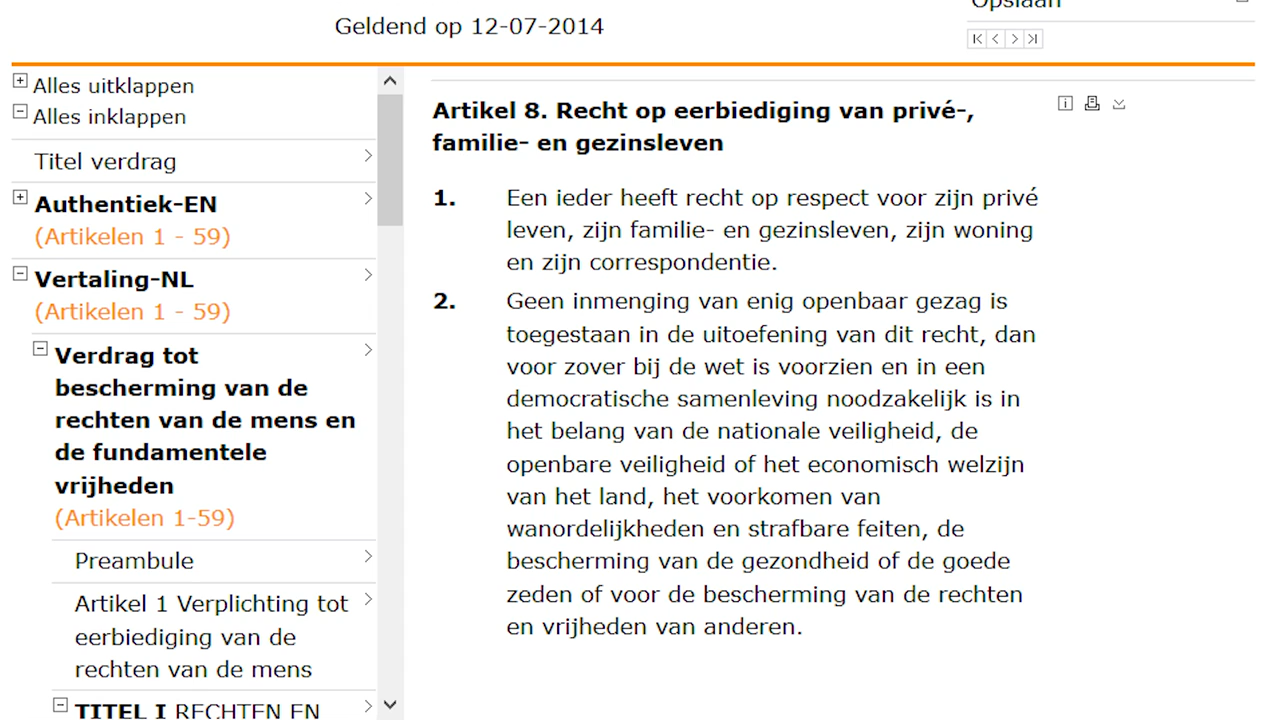 Opslaan
Geldend op 12-07-2014
Alles uitklappen
Alles inklappen
Titel verdrag
Authentiek-EN
(Artikelen 1 - 59)
Vertaling-NL
(Artikelen 1 - 59)
Verdrag tot
bescherming van de
rechten van de mens en
de fundamentele
vrijheden
(Artikelen 1-59)
Preambule
Artikel 1 Verplichting tot
eerbiediging van de
rechten van de mens
TITEL I RECHTEN EN
Artikel 8. Recht op eerbiediging van privé-,
familie- en gezinsleven
1. Een ieder heeft recht op respect voor zijn privé
leven, zijn familie- en gezinsleven, zijn woning
en zijn correspondentie.
2. Geen inmenging van enig openbaar gezag is
toegestaan in de uitoefening van dit recht, dan
voor zover bij de wet is voorzien en in een
democratische samenleving noodzakelijk is in
het belang van de nationale veiligheid, de
openbare veiligheid of het economisch welzijn
van het land, het voorkomen van
wanordelijkheden en strafbare feiten, de
bescherming van de gezondheid of de goede
zeden of voor de bescherming van de rechten
en vrijheden van anderen.